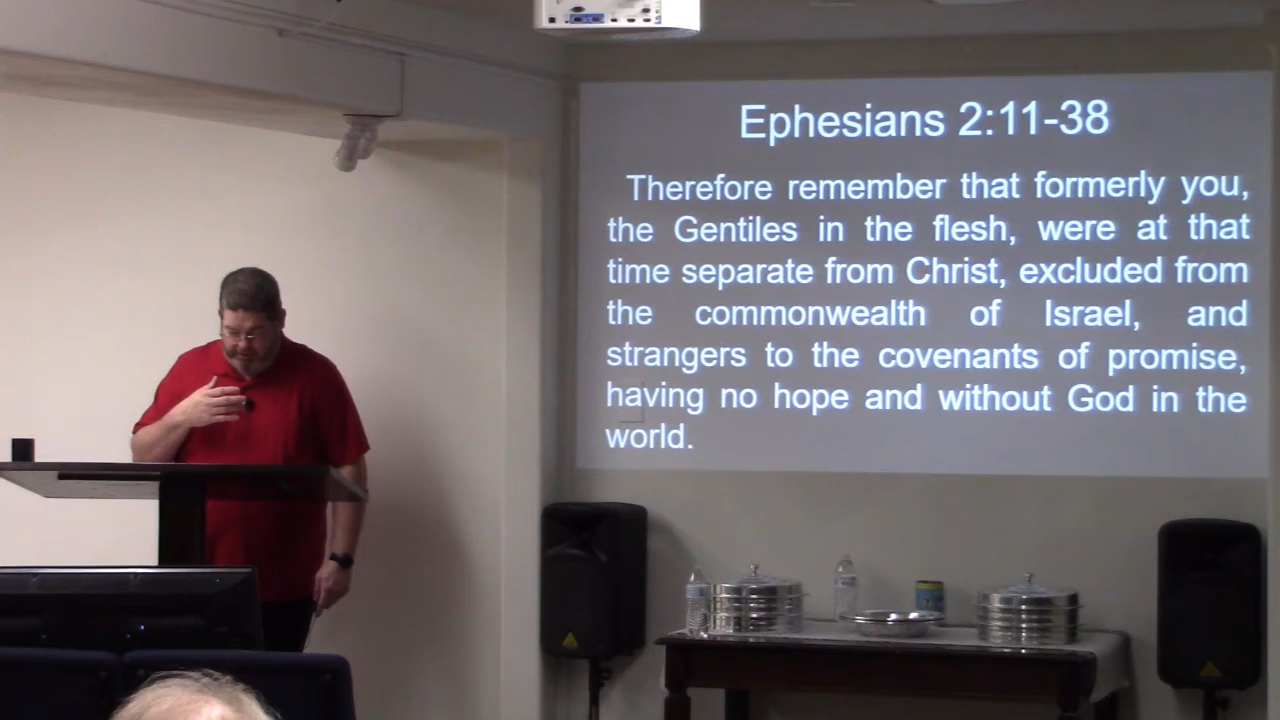 Ephesians 2:11-38
Therefore remember that formerly you,
the Gentiles in the flesh, were at that
time separate from Christ, excluded from
the commonwealth of Israel, and
strangers to the covenants of promise,
having no hope and without God in the
world.